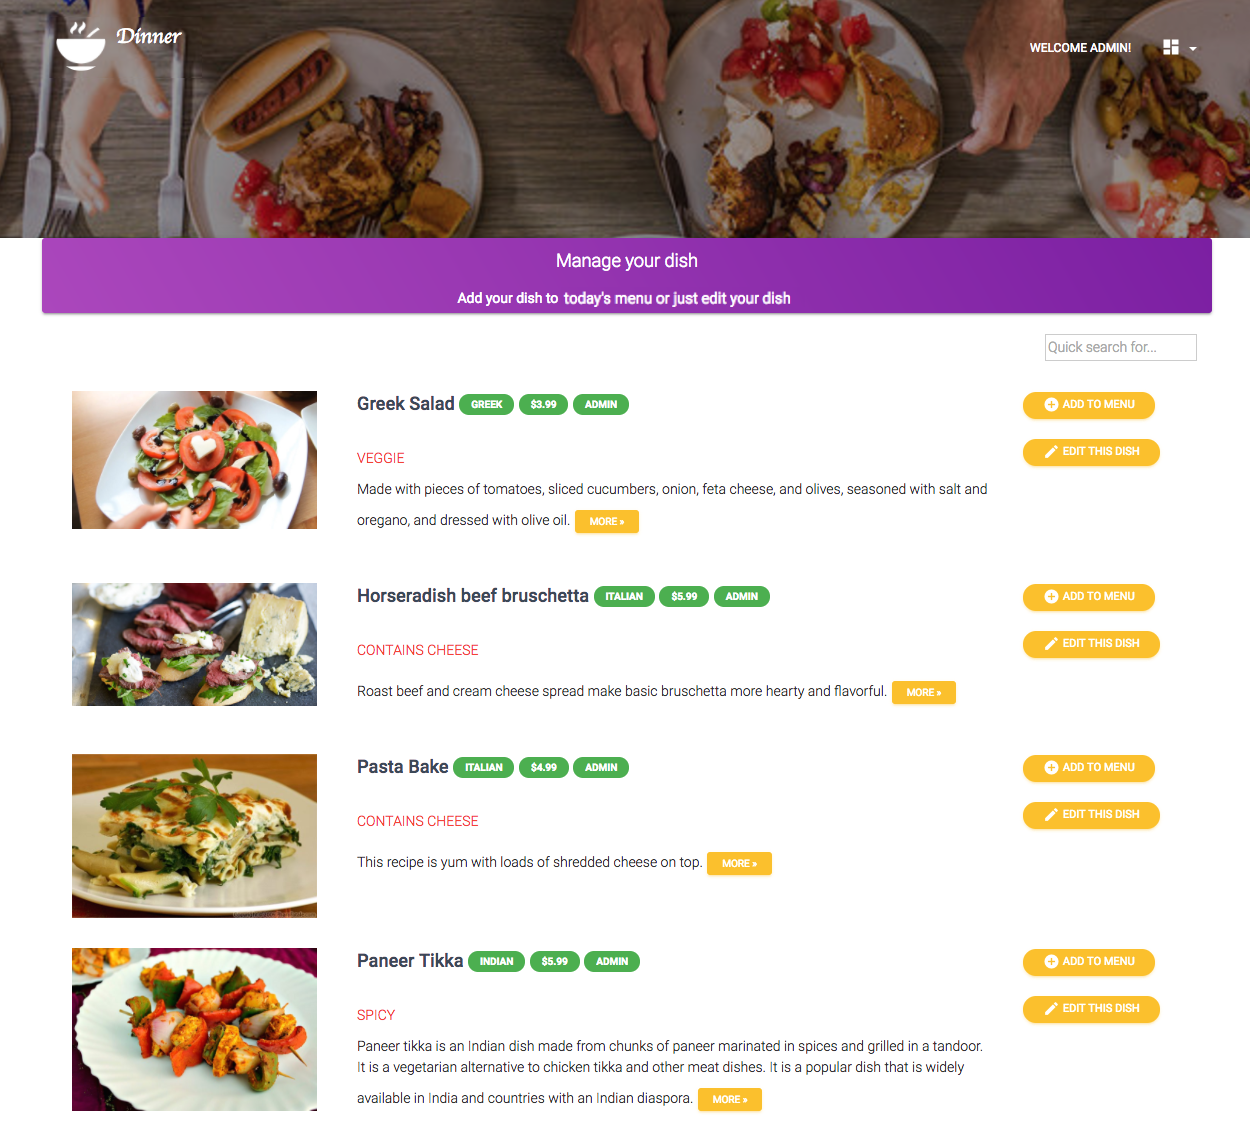 Dinner
WELCOME ADMIN!
Manage your dish
Add your dish to today's menu or just edit your dish
Quick search for...
Greek Salad GREEK $3.99 ADMIN
ADD TO MENU
EDIT THIS DISH
VEGGIE
Made with pieces of tomatoes, sliced cucumbers, onion, feta cheese, and olives, seasoned with salt and
oregano, and dressed with olive oil. MORE »
Horseradish beef bruschetta ITALIAN $5.99 ADMIN
ADD TO MENU
EDIT THIS DISH
CONTAINS CHEESE
Roast beef and cream cheese spread make basic bruschetta more hearty and flavorful. MORE »
Pasta Bake ITALIAN $4.99 ADMIN
ADD TO MENU
EDIT THIS DISH
CONTAINS CHEESE
This recipe is yum with loads of shredded cheese on top. MORE »
Paneer Tikka INDIAN $5.99 ADMIN
ADD TO MENU
EDIT THIS DISH
SPICY
Paneer tikka is an Indian dish made from chunks of paneer marinated in spices and grilled in a tandoor.
It is a vegetarian alternative to chicken tikka and other meat dishes. It is a popular dish that is widely
available in India and countries with an Indian diaspora. MORE »